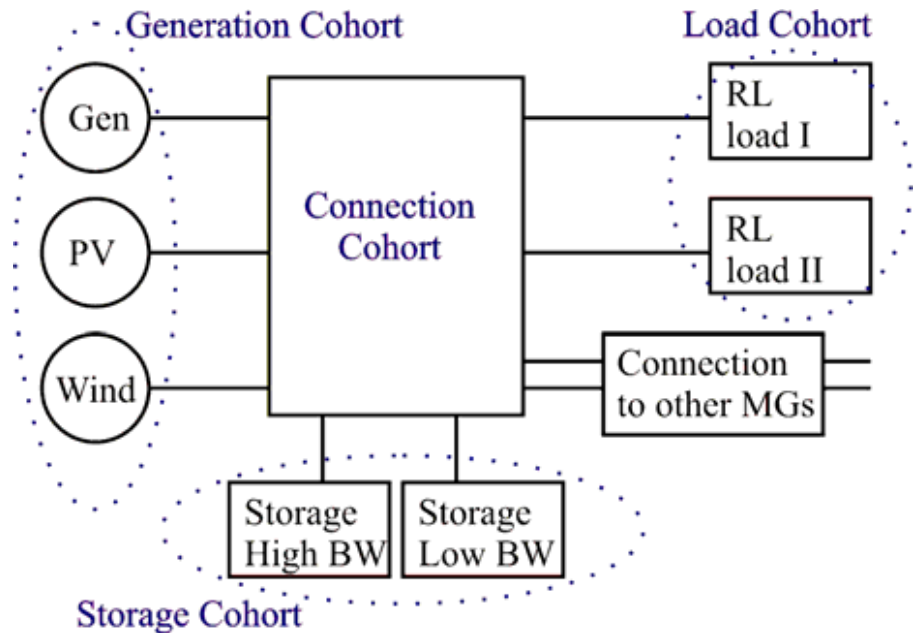 Generation Cohort
Load Cohort
Gen
RL
load I
Connection
Cohort
PV
RL
load II
Wind
Connection
to other MGs
Storage
High BW
Storage
Low BW
Storage Cohort